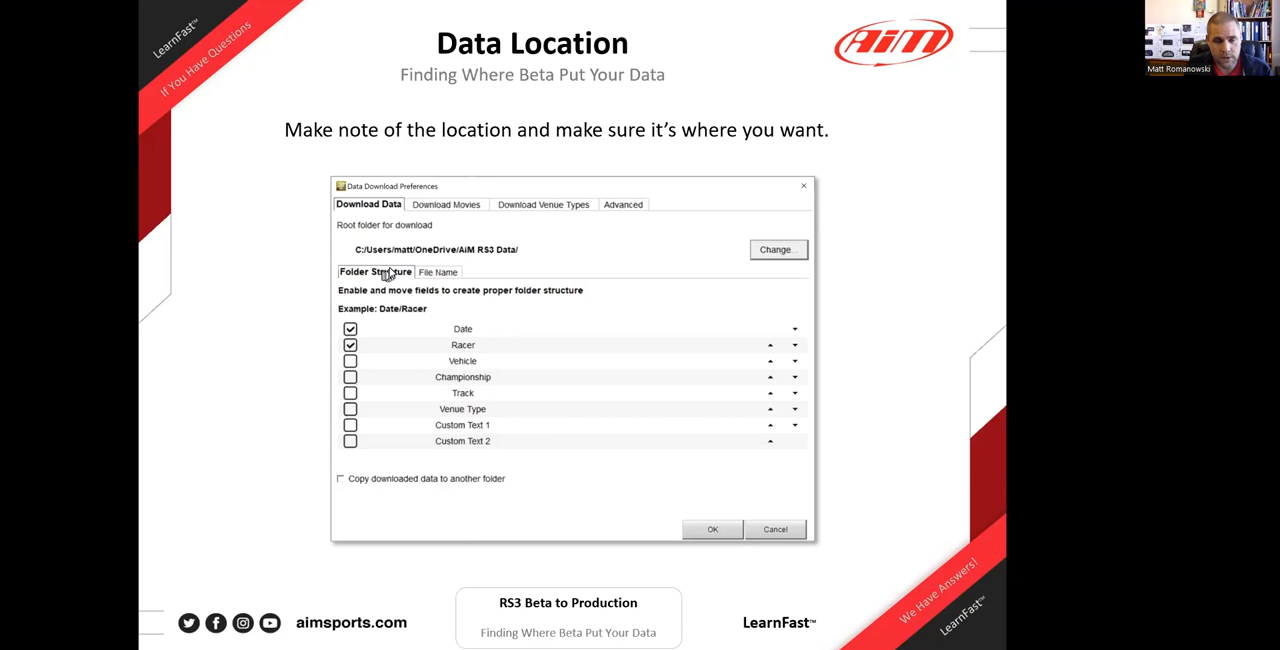 LearnFast™
If You Have Questions
Data Location
Finding Where Beta Put Your Data
AiM
Matt Romanowski
Make note of the location and make sure it's where you want.
Data Download Preferences
Download Data Download Movies Download Venue Types Advanced
Root folder for download
C:/Users/matt/OneDrive/AiM RS3 Data/ Change...
Folder Structure File Name
Enable and move fields to create proper folder structure
Example: Date/Racer
Date
Racer
Vehicle
Championship
Track
Venue Type
Custom Text 1
Custom Text 2
Copy downloaded data to another folder
OK Cancel
aimsports.com
RS3 Beta to Production
Finding Where Beta Put Your Data
LearnFast™
We Have Answers!
LearnFast™